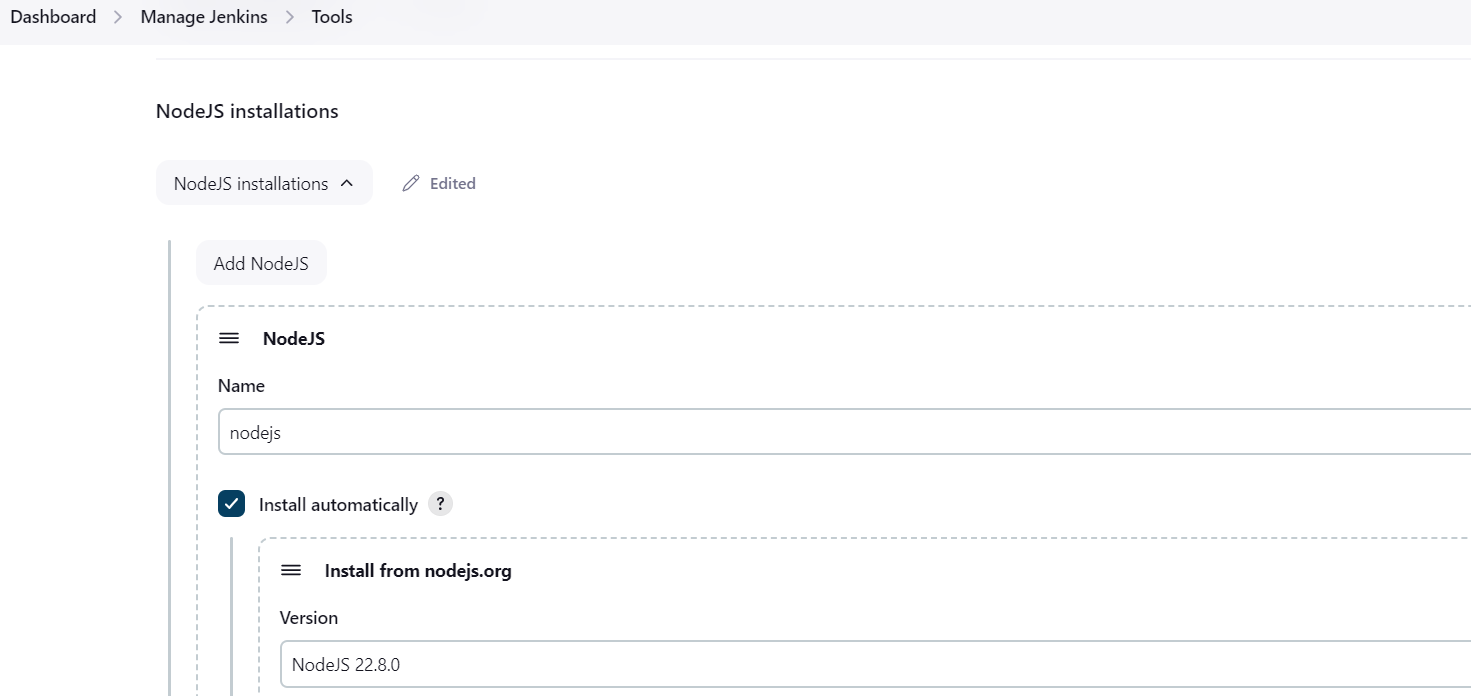 Dashboard > Manage Jenkins > Tools
NodeJS installations
NodeJS installations
Edited
Add NodeJS
NodeJS
Name
nodejs
Install automatically ?
Install from nodejs.org
Version
NodeJS 22.8.0